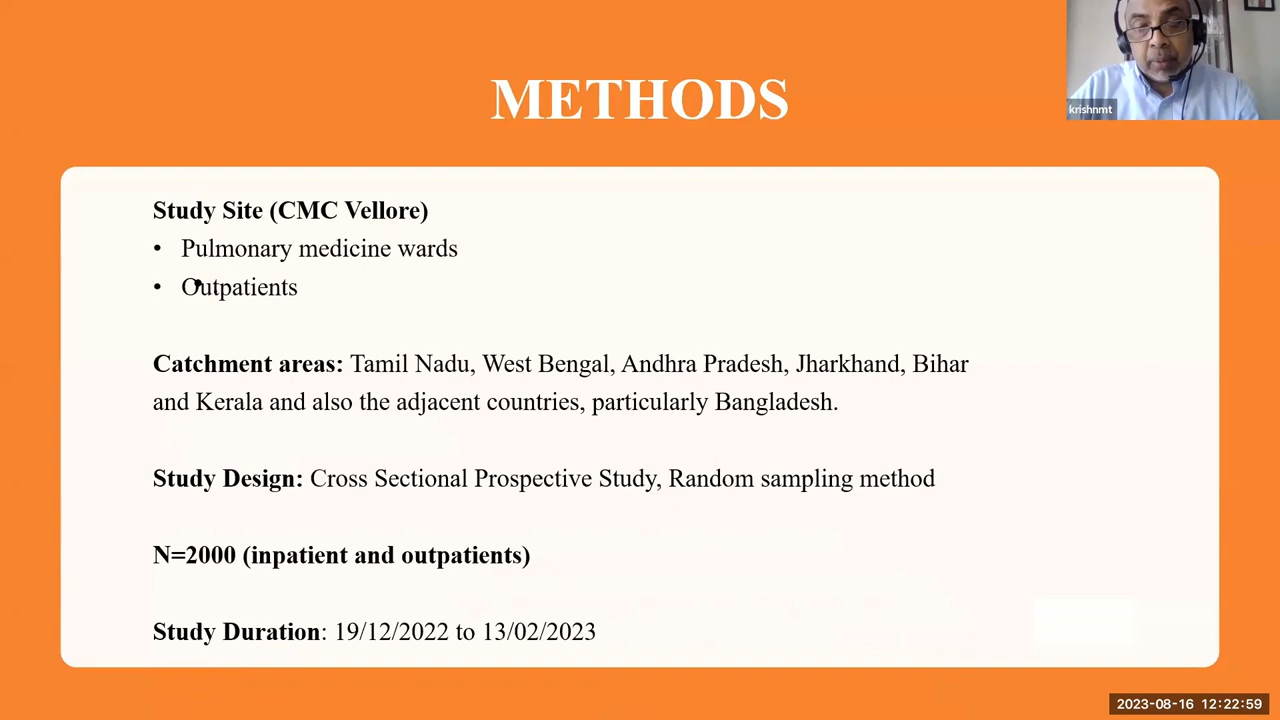 METHODS
krishnmt
Study Site (CMC Vellore)
• Pulmonary medicine wards
• Outpatients
Catchment areas: Tamil Nadu, West Bengal, Andhra Pradesh, Jharkhand, Bihar
and Kerala and also the adjacent countries, particularly Bangladesh.
Study Design: Cross Sectional Prospective Study, Random sampling method
N=2000 (inpatient and outpatients)
Study Duration: 19/12/2022 to 13/02/2023
2023-08-16 12:22:59